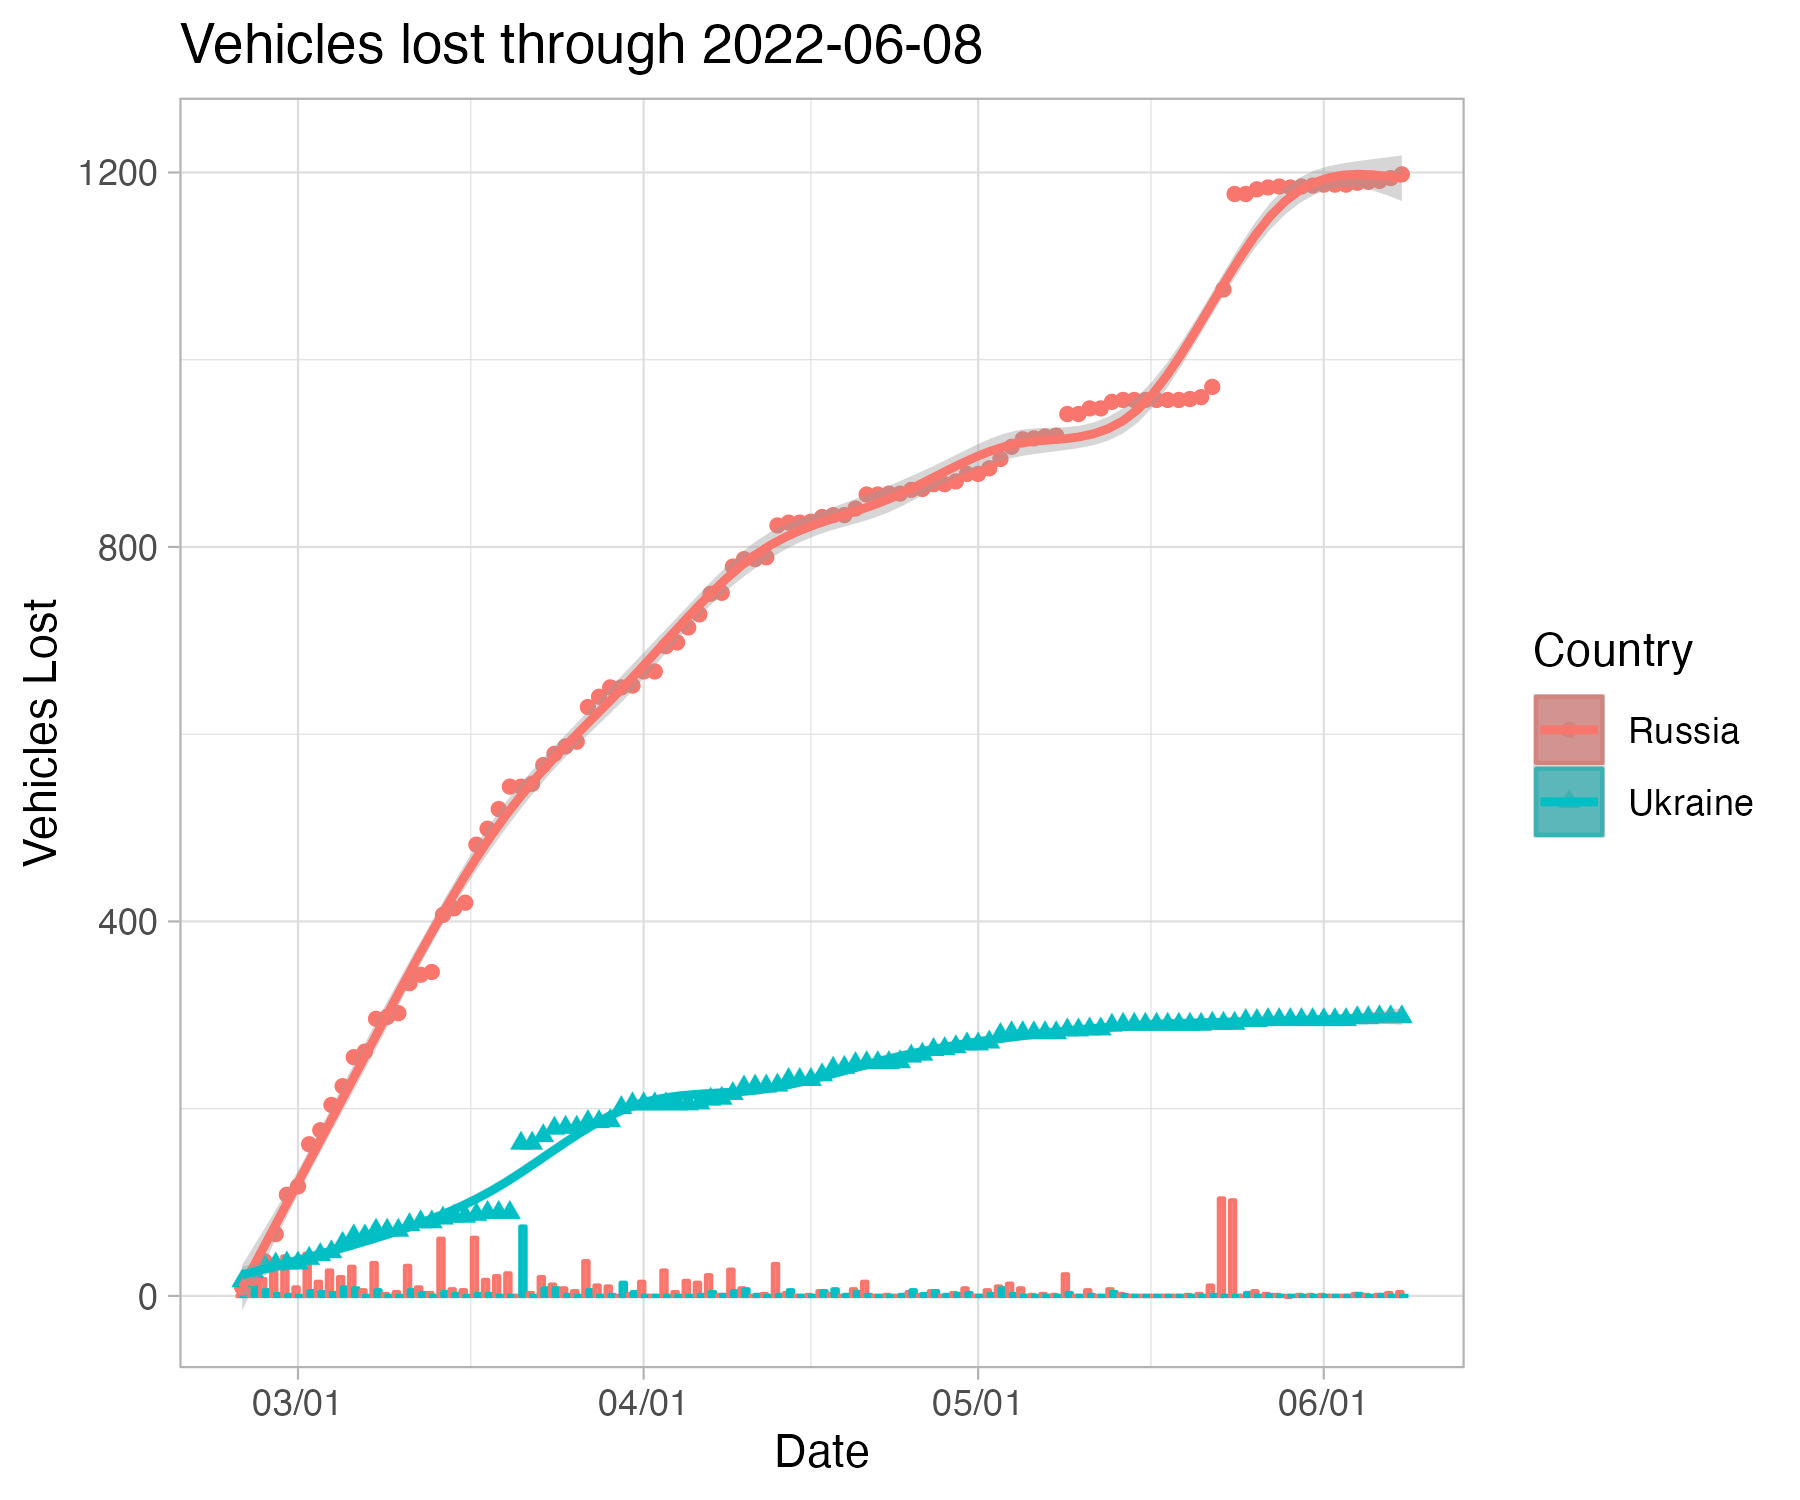 Vehicles lost through 2022-06-08
1200
800
400
0
Vehicles Lost
03/01
04/01
05/01
06/01
Date
Country
Russia
Ukraine